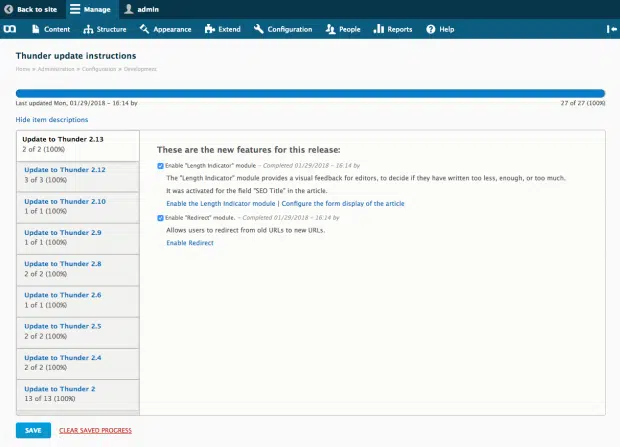 Back to site Manage admin
Content Structure Appearance Extend Configuration People Reports Help
Thunder update instructions
Home » Administration » Configuration » Development
Last updated Mon, 01/29/2018 - 16:14 by 27 of 27 (100%)
Hide item descriptions
Update to Thunder 2.13
2 of 2 (100%)
Update to Thunder 2.12
3 of 3 (100%)
Update to Thunder 2.10
1 of 1 (100%)
Update to Thunder 2.9
1 of 1 (100%)
Update to Thunder 2.8
2 of 2 (100%)
Update to Thunder 2.6
1 of 1 (100%)
Update to Thunder 2.5
2 of 2 (100%)
Update to Thunder 2.4
2 of 2 (100%)
Update to Thunder 2
13 of 13 (100%)
These are the new features for this release:
Enable "Length Indicator" module – Completed 01/29/2018 - 16:14 by
The "Length Indicator" module provides a visual feedback for editors, to decide if they have written too less, enough, or too much.
It was activated for the field "SEO Title" in the article.
Enable the Length Indicator module | Configure the form display of the article
Enable "Redirect" module. – Completed 01/29/2018 - 16:14 by
Allows users to redirect from old URLs to new URLs.
Enable Redirect
SAVE CLEAR SAVED PROGRESS